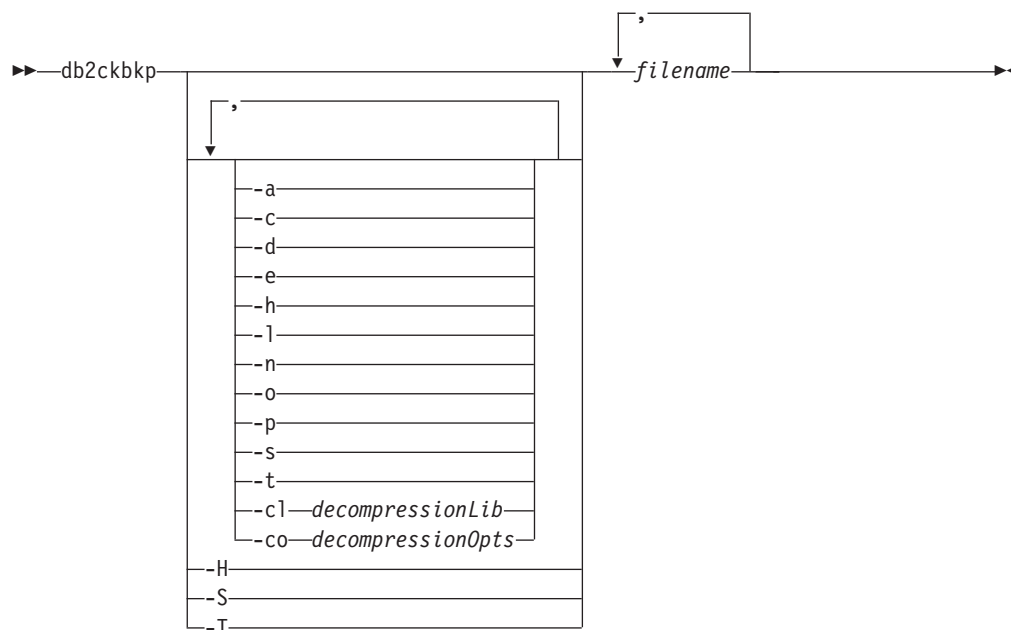 ,
db2ckbkp filename
,
-a
-c
-d
-e
-h
-l
-n
-o
-p
-s
-t
-cl decompressionLib
-co decompressionOpts
-H
-S
-T